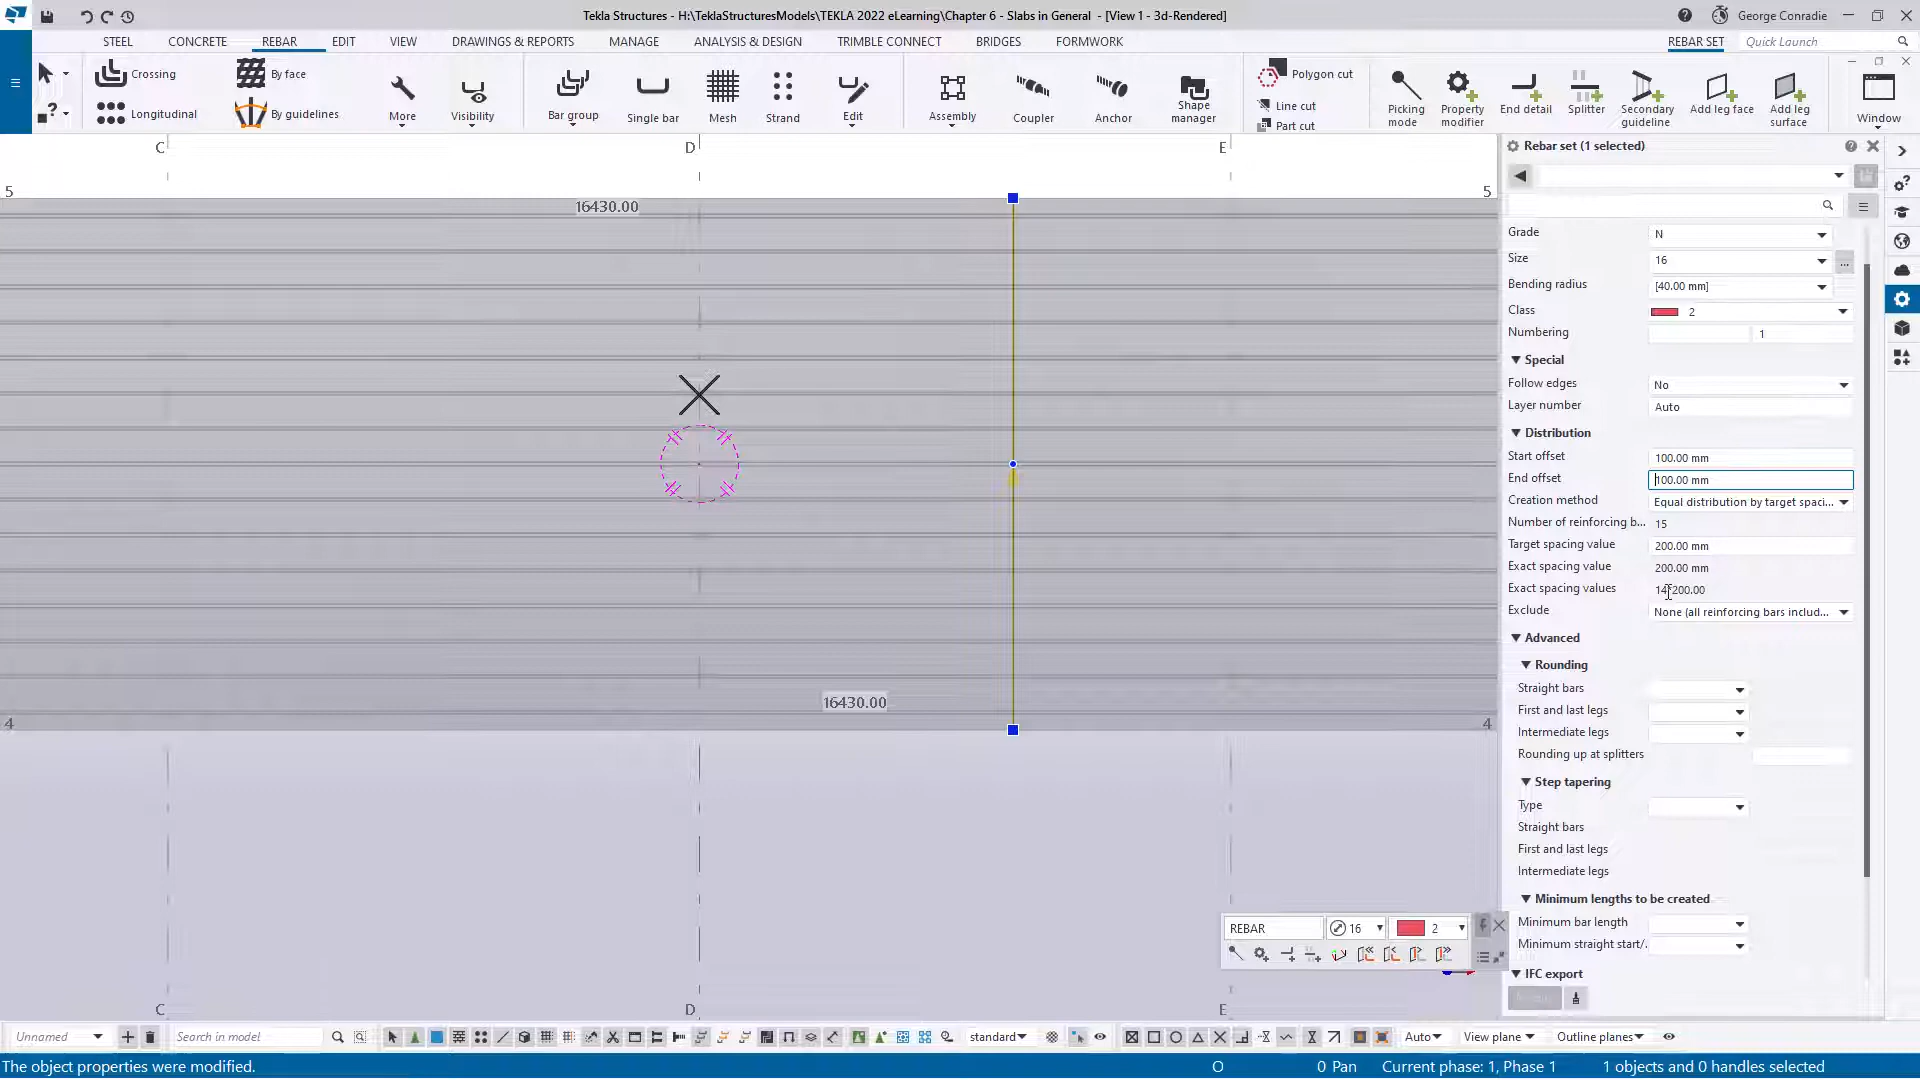 Tekla Structures - H:\TeklaStructuresModels\TEKLA 2022 eLearning\Chapter 6 - Slabs in General - [View 1 - 3d-Rendered]
George Conradie
STEEL
CONCRETE
REBAR
EDIT
VIEW
DRAWINGS & REPORTS
MANAGE
ANALYSIS & DESIGN
TRIMBLE CONNECT
BRIDGES
FORMWORK
REBAR SET
Quick Launch
Crossing
Longitudinal
By face
By guidelines
More
Visibility
Bar group
Single bar
Mesh
Strand
Edit
Assembly
Coupler
Anchor
Shape manager
Polygon cut
Line cut
Part cut
Picking mode
Property modifier
End detail
Splitter
Secondary guideline
Add leg face
Add leg surface
Window
C
D
E
5
5
16430.00
16430.00
4
4
C
D
E
Rebar set (1 selected)
Grade
N
Size
16
...
Bending radius
[40.00 mm]
Class
2
Numbering
1
Special
Follow edges
No
Layer number
Auto
Distribution
Start offset
100.00 mm
End offset
100.00 mm
Creation method
Equal distribution by target spaci...
Number of reinforcing b...
15
Target spacing value
200.00 mm
Exact spacing value
200.00 mm
Exact spacing values
14*200.00
Exclude
None (all reinforcing bars includ...
Advanced
Rounding
Straight bars
First and last legs
Intermediate legs
Rounding up at splitters
Step tapering
Type
Straight bars
First and last legs
Intermediate legs
Minimum lengths to be created
Minimum bar length
Minimum straight start/.
IFC export
REBAR
16
2
Unnamed
Search in model
standard
Auto
View plane
Outline planes
The object properties were modified.
O
0 Pan
Current phase: 1, Phase 1
1 objects and 0 handles selected